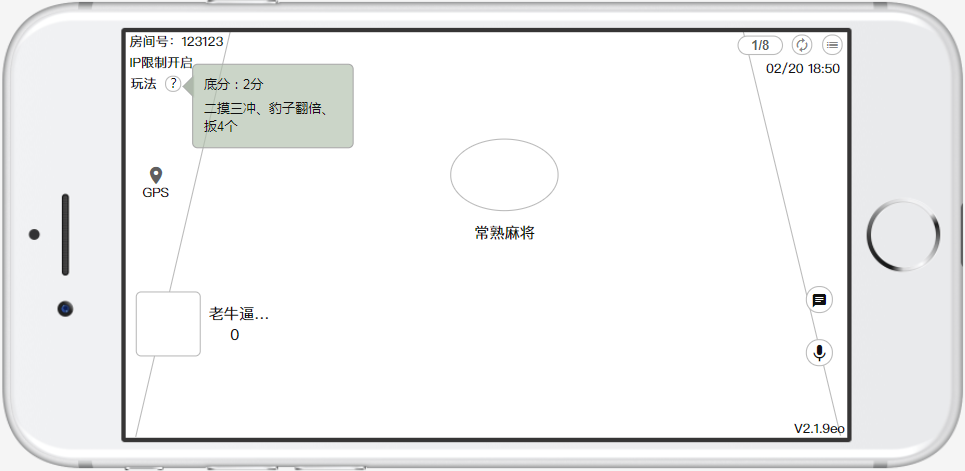 房间号：123123
1/8
IP限制开启
02/20 18:50
玩法 ?
底分：2分
二摸三冲、豹子翻倍、
扳4个
GPS
常熟麻将
老牛逼...
0
V2.1.9eo